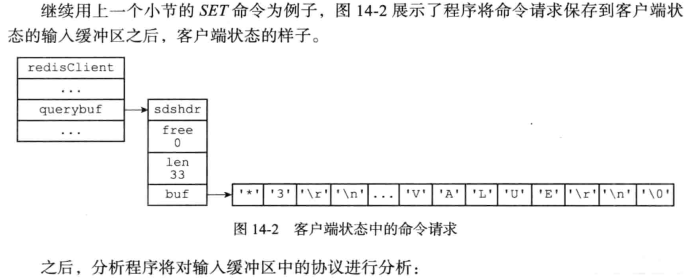 继续用上一个小节的 SET 命令为例子，图 14-2 展示了程序将命令请求保存到客户端状
态的输入缓冲区之后，客户端状态的样子。
redisClient
...
querybuf
...
sdshdr
free
0
len
33
buf
'*' '3' '\r' '\n' ... 'V' 'A' 'L' 'U' 'E' '\r' '\n' '\0'
图 14-2 客户端状态中的命令请求
之后，分析程序将对输入缓冲区中的协议进行分析：